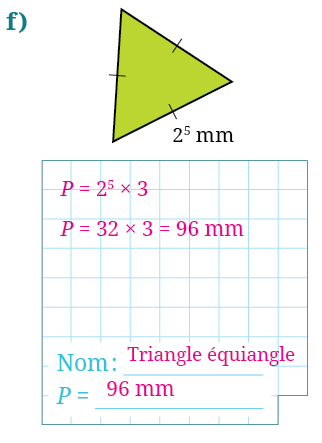 f)
2⁵ mm
P = 2⁵ × 3
P = 32 × 3 = 96 mm
Nom: Triangle équiangle
P = 96 mm